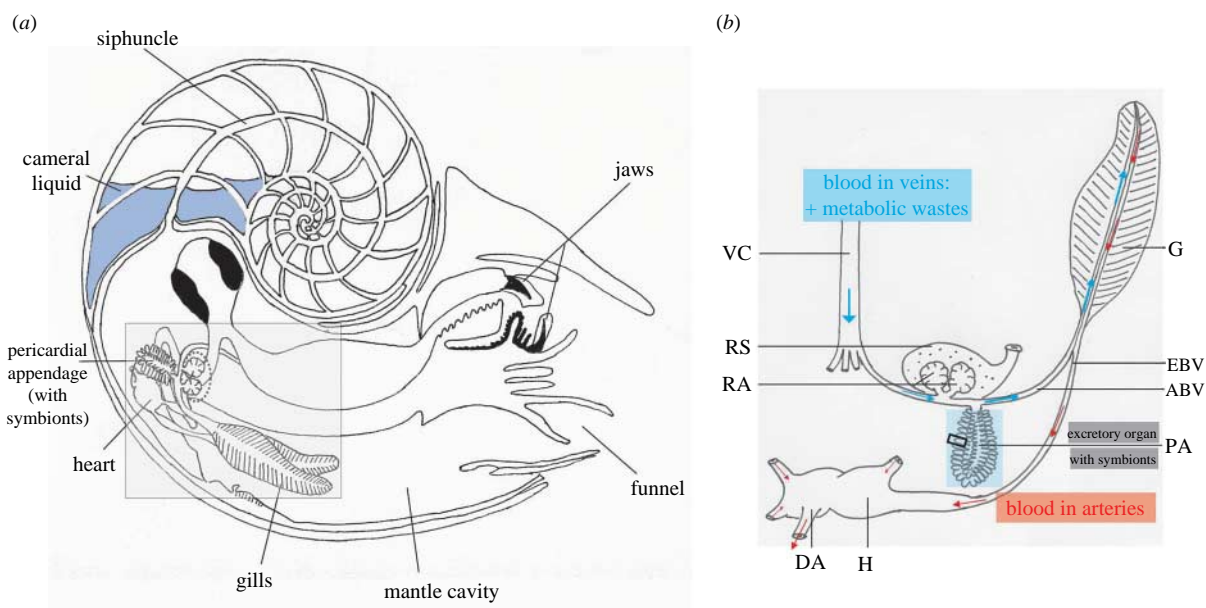 (a)
siphuncle
cameral
liquid
jaws
pericardial
appendage
(with
symbionts)
heart
funnel
gills
mantle cavity
(b)
blood in veins:
+ metabolic wastes
VC
G
RS
RA
EBV
ABV
excretory organ
with symbionts
PA
blood in arteries
DA
H